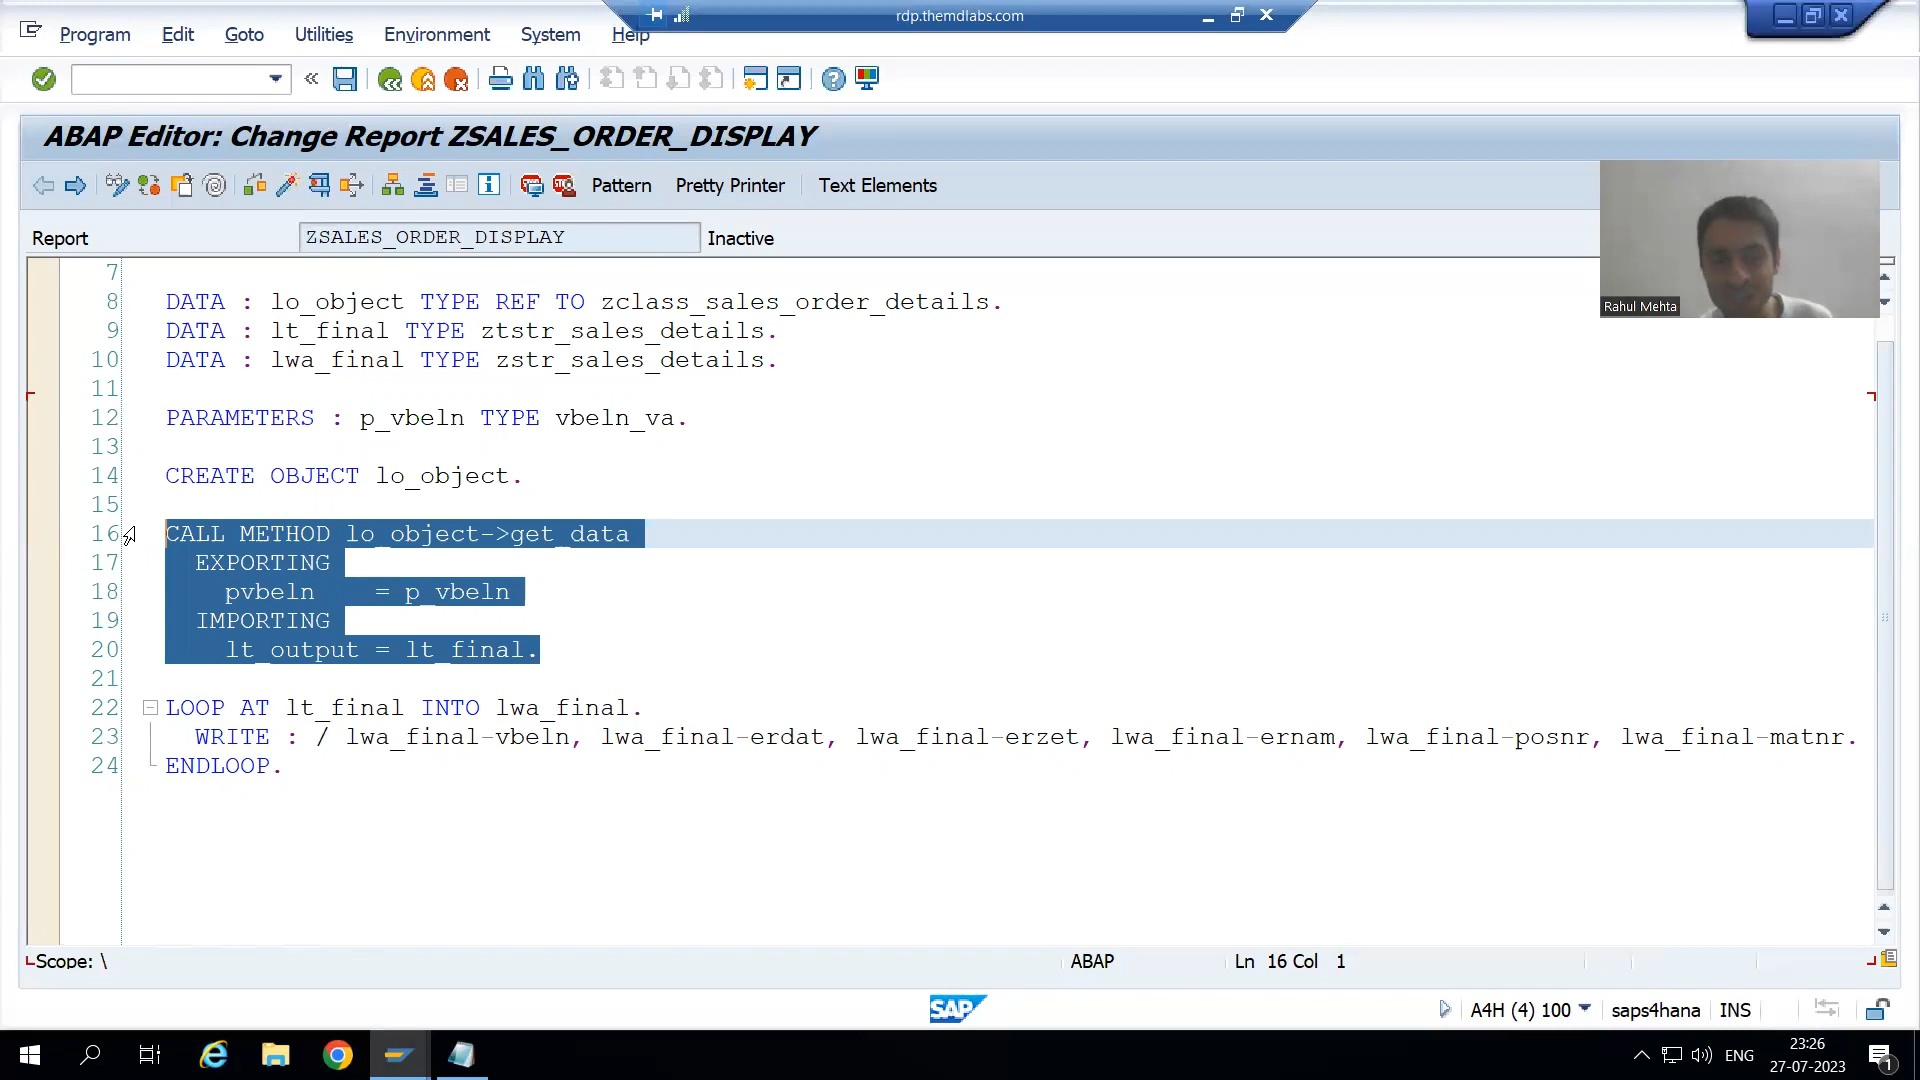 rdp.themdlabs.com
Program Edit Goto Utilities Environment System Help
ABAP Editor: Change Report ZSALES_ORDER_DISPLAY
Pattern Pretty Printer Text Elements
Report ZSALES_ORDER_DISPLAY Inactive
Rahul Mehta
7
8 DATA : lo_object TYPE REF TO zclass_sales_order_details.
9 DATA : lt_final TYPE ztstr_sales_details.
10 DATA : lwa_final TYPE zstr_sales_details.
11
12 PARAMETERS : p_vbeln TYPE vbeln_va.
13
14 CREATE OBJECT lo_object.
15
16 CALL METHOD lo_object->get_data
17 EXPORTING
18 pvbeln = p_vbeln
19 IMPORTING
20 lt_output = lt_final.
21
22 LOOP AT lt_final INTO lwa_final.
23 WRITE : / lwa_final-vbeln, lwa_final-erdat, lwa_final-erzet, lwa_final-ernam, lwa_final-posnr, lwa_final-matnr.
24 ENDLOOP.
Scope: \ ABAP Ln 16 Col 1
SAP A4H (4) 100 saps4hana INS
ENG 23:26
27-07-2023
1